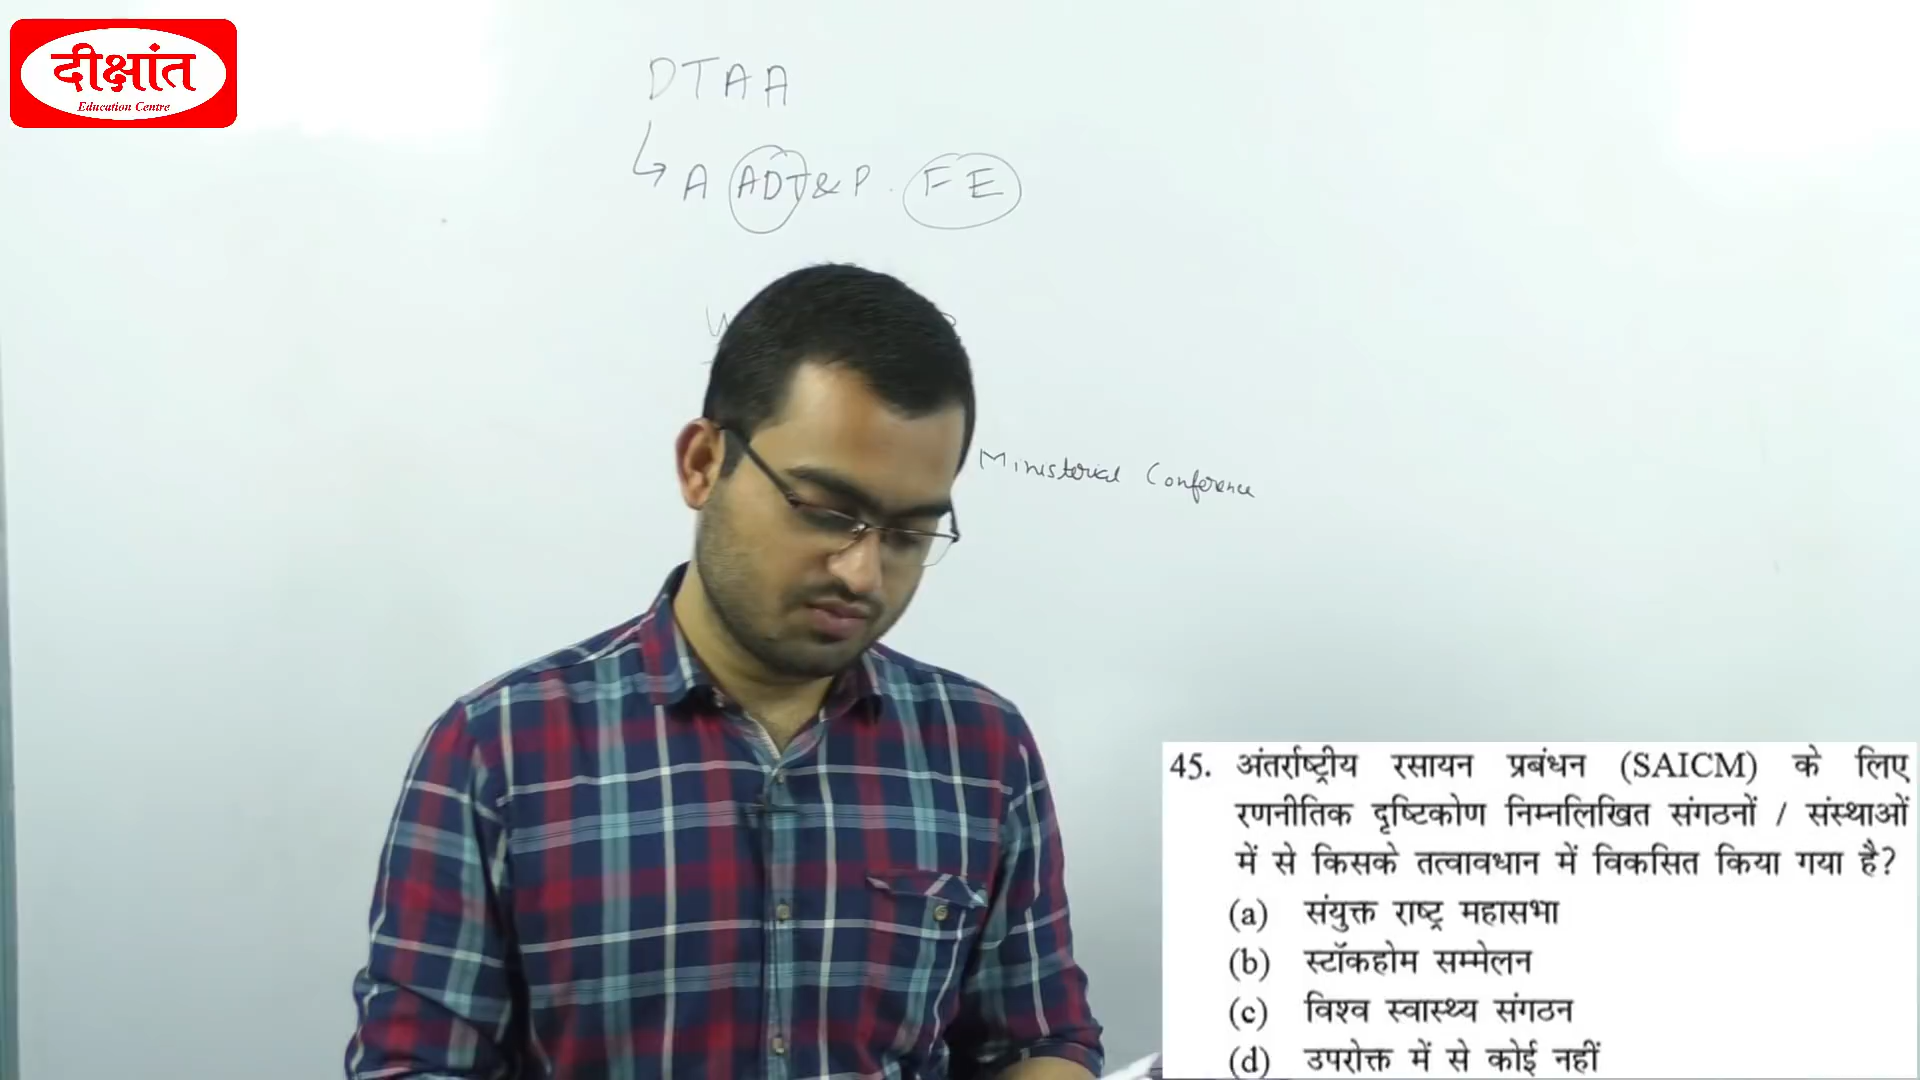 दीक्षांत
Education Centre
DTAA
A ADT & P. FE
Ministerial Conference
45. अंतर्राष्ट्रीय रसायन प्रबंधन (SAICM) के लिए
रणनीतिक दृष्टिकोण निम्नलिखित संगठनों / संस्थाओं
में से किसके तत्वावधान में विकसित किया गया है?
(a) संयुक्त राष्ट्र महासभा
(b) स्टॉकहोम सम्मेलन
(c) विश्व स्वास्थ्य संगठन
(d) उपरोक्त में से कोई नहीं